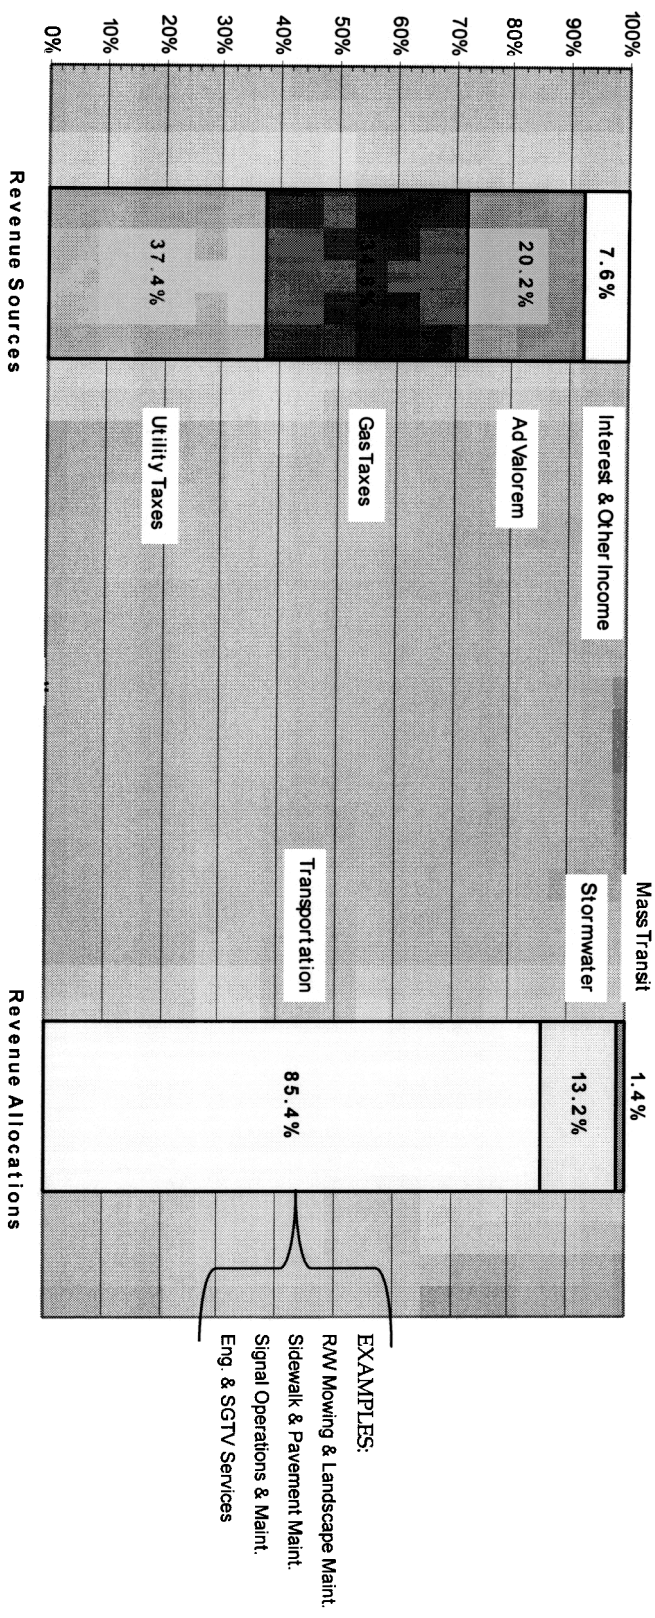 100%
90%
80%
70%
60%
50%
40%
30%
20%
10%
0%
7.6%
20.2%
34.8%
37.4%
Interest & Other Income
Ad Valorem
Gas Taxes
Utility Taxes
Mass Transit
Stormwater
Transportation
1.4%
13.2%
85.4%
EXAMPLES:
R/W Mowing & Landscape Maint.
Sidewalk & Pavement Maint.
Signal Operations & Maint.
Eng. & SGTV Services
Revenue Sources
Revenue Allocations